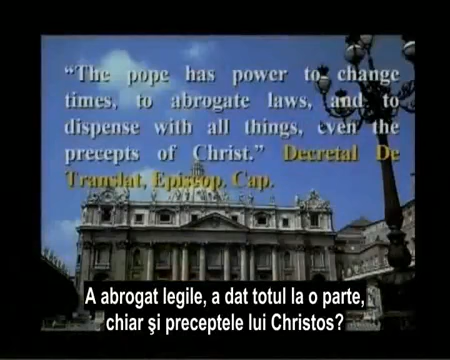 “The pope has power to change
times, to abrogate laws, and to
dispense with all things, even the
precepts of Christ.” Decretal De
Translat, Episcop, Cap.
A abrogat legile, a dat totul la o parte,
chiar şi preceptele lui Christos?